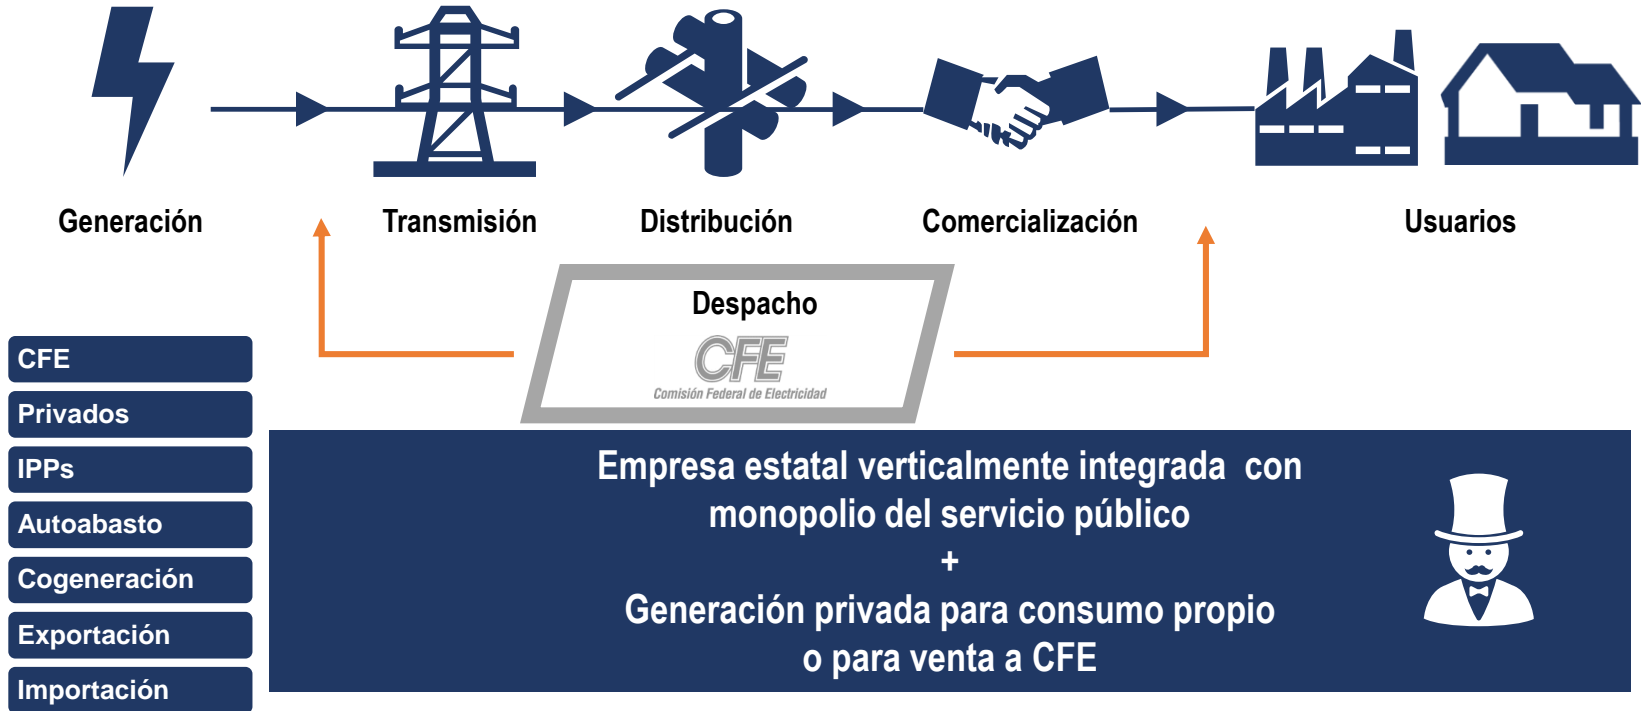 Generación
Transmisión
Distribución
Comercialización
Usuarios
Despacho
CFE
Comisión Federal de Electricidad
CFE
Privados
IPPs
Autoabasto
Cogeneración
Exportación
Importación
Empresa estatal verticalmente integrada con
monopolio del servicio público
+
Generación privada para consumo propio
o para venta a CFE